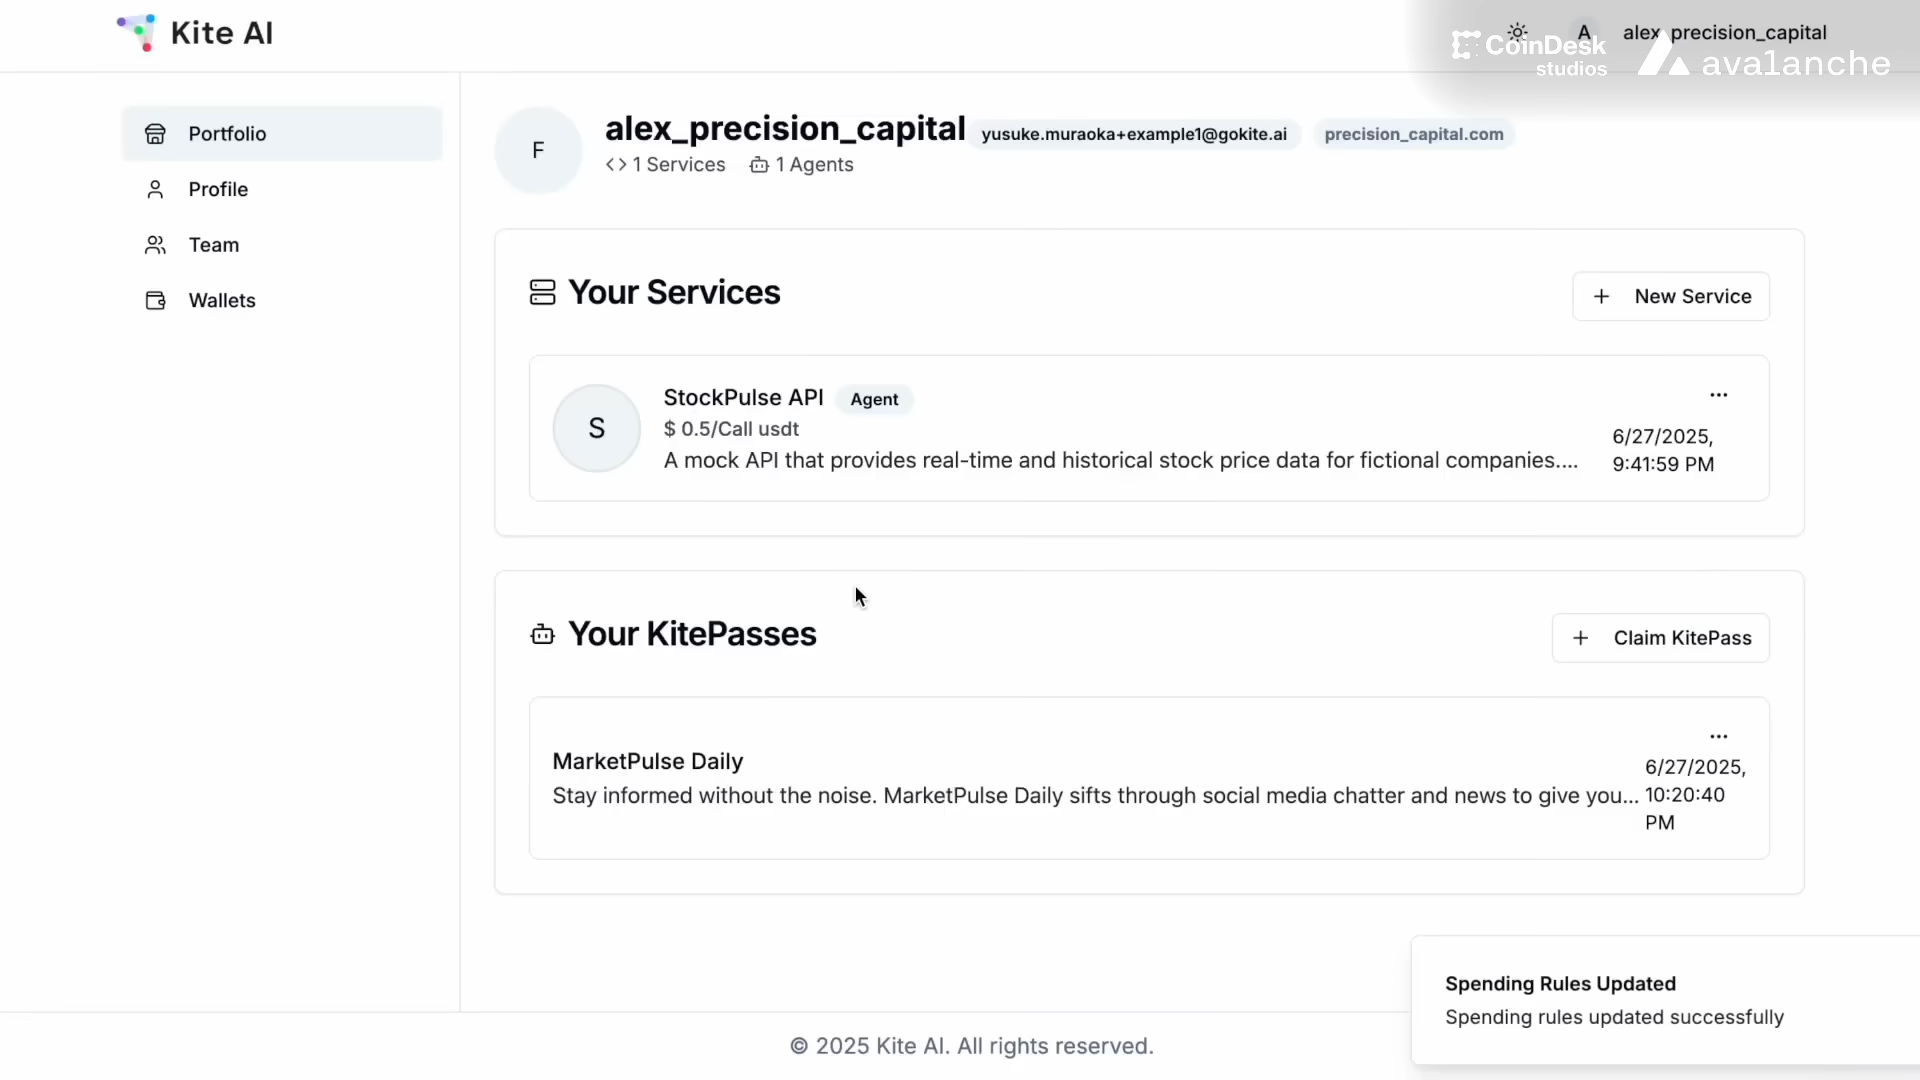 Kite AI
A
alex_precision_capital
CoinDesk
studios
avalanche
Portfolio
Profile
Team
Wallets
F
alex_precision_capital
yusuke.muraoka+example1@gokite.ai
precision_capital.com
1 Services
1 Agents
Your Services
+ New Service
S
StockPulse API
Agent
$ 0.5/Call usdt
A mock API that provides real-time and historical stock price data for fictional companies....
...
6/27/2025,
9:41:59 PM
Your KitePasses
+ Claim KitePass
MarketPulse Daily
Stay informed without the noise. MarketPulse Daily sifts through social media chatter and news to give you...
...
6/27/2025,
10:20:40
PM
Spending Rules Updated
Spending rules updated successfully
© 2025 Kite AI. All rights reserved.